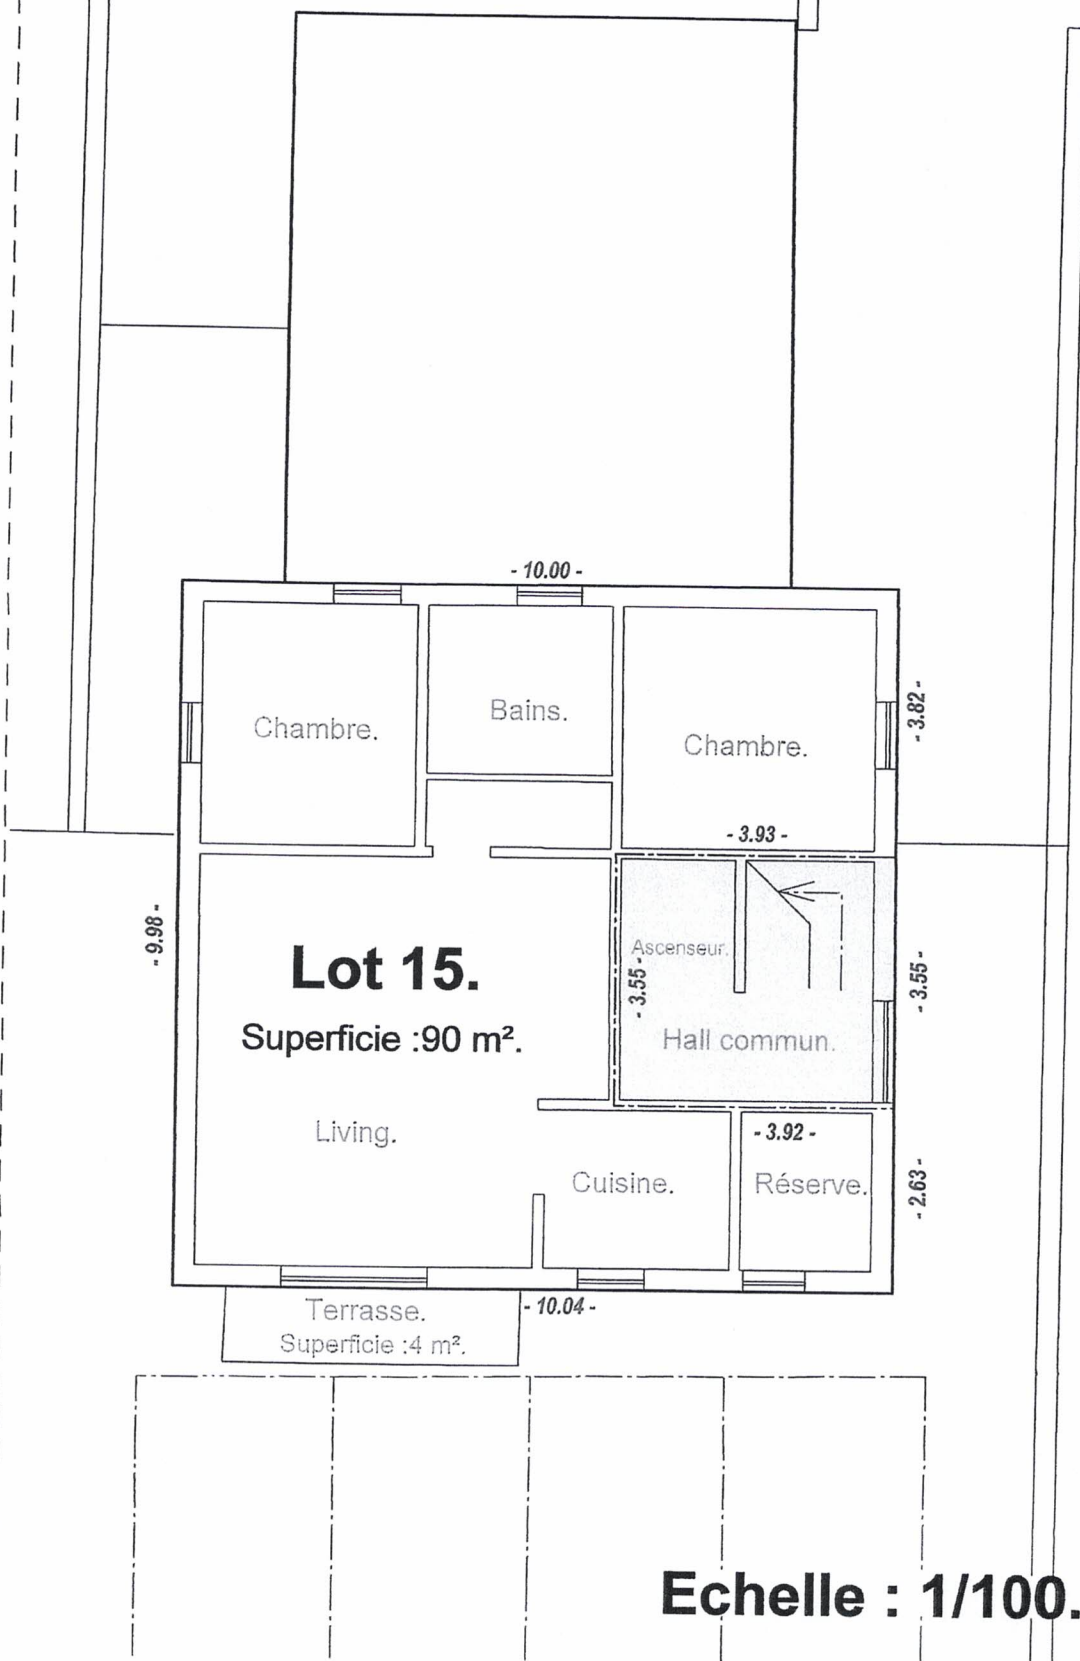 - 10.00 -
Chambre.
Bains.
Chambre.
- 3.82 -
- 3.93 -
- 9.98 -
Lot 15.
Superficie :90 m².
Ascenseur.
- 3.55 -
- 3.55 -
Hall commun.
Living.
- 3.92 -
Cuisine.
Réserve.
- 2.63 -
- 10.04 -
Terrasse.
Superficie :4 m².
Echelle : 1/100.